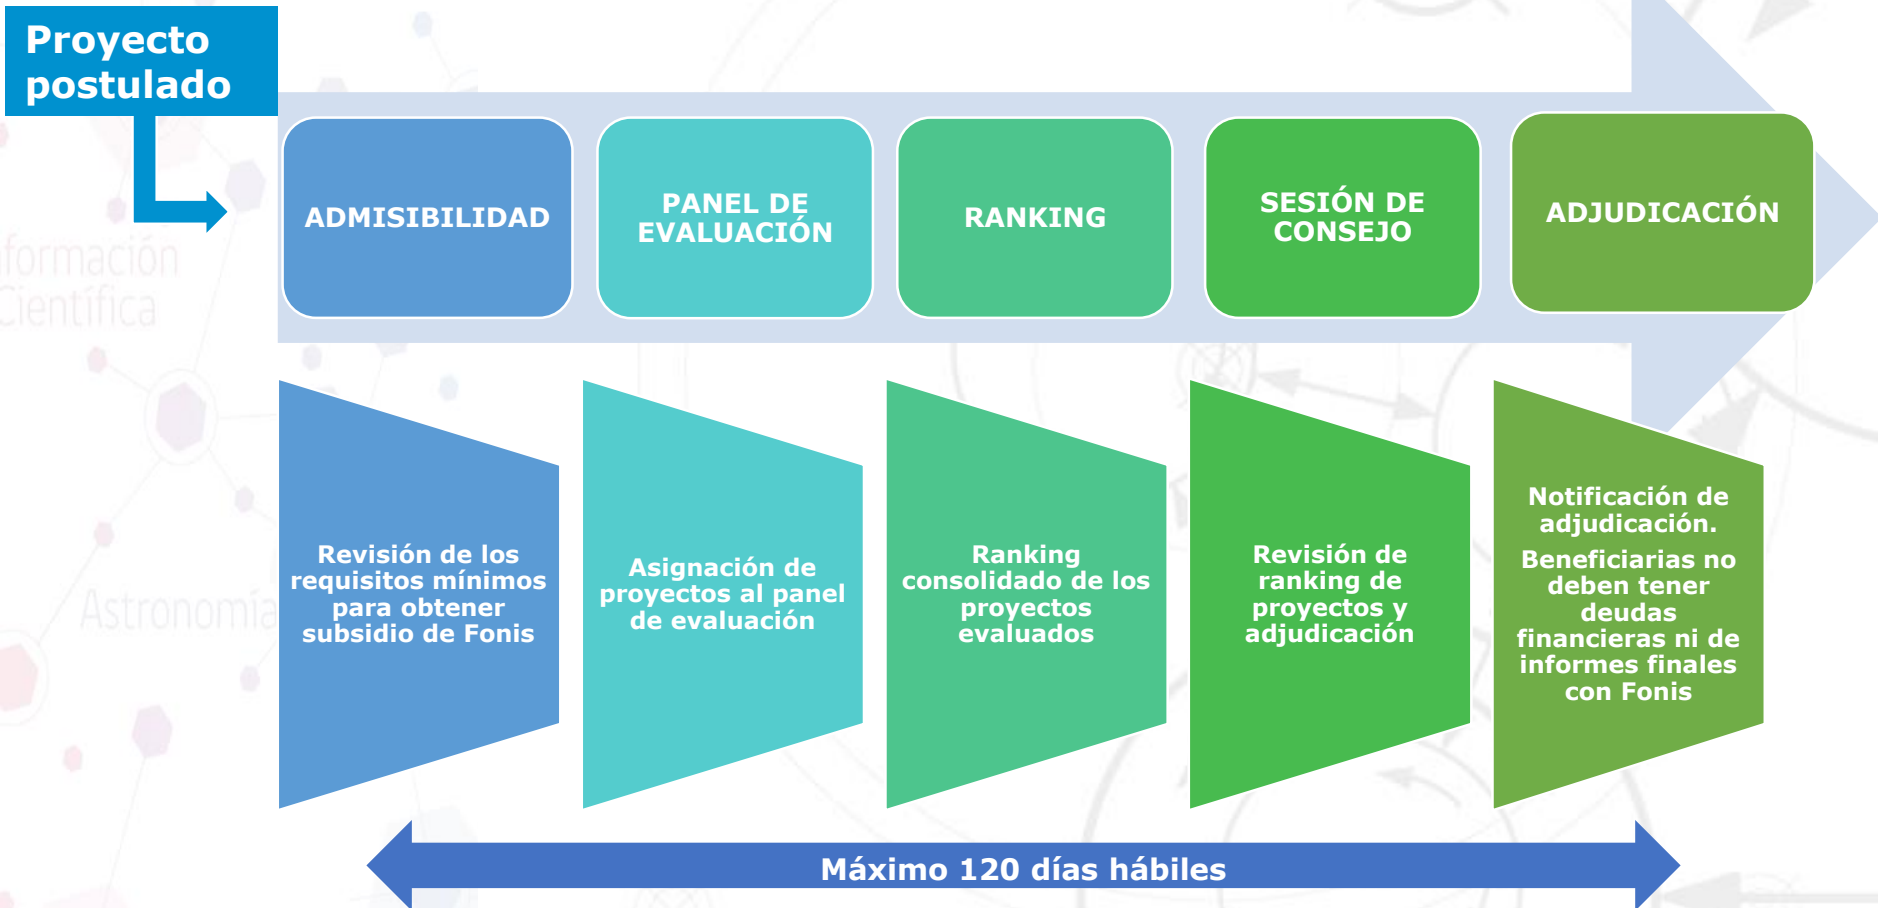 Proyecto
postulado
ADMISIBILIDAD
PANEL DE
EVALUACIÓN
RANKING
SESIÓN DE
CONSEJO
ADJUDICACIÓN
Científica
Astronomía
Revisión de los
requisitos mínimos
para obtener
subsidio de Fonis
Asignación de
proyectos al panel
de evaluación
Ranking
consolidado de los
proyectos
evaluados
Revisión de
ranking de
proyectos y
adjudicación
Notificación de
adjudicación.
Beneficiarias no
deben tener
deudas
financieras ni de
informes finales
con Fonis
Máximo 120 días hábiles